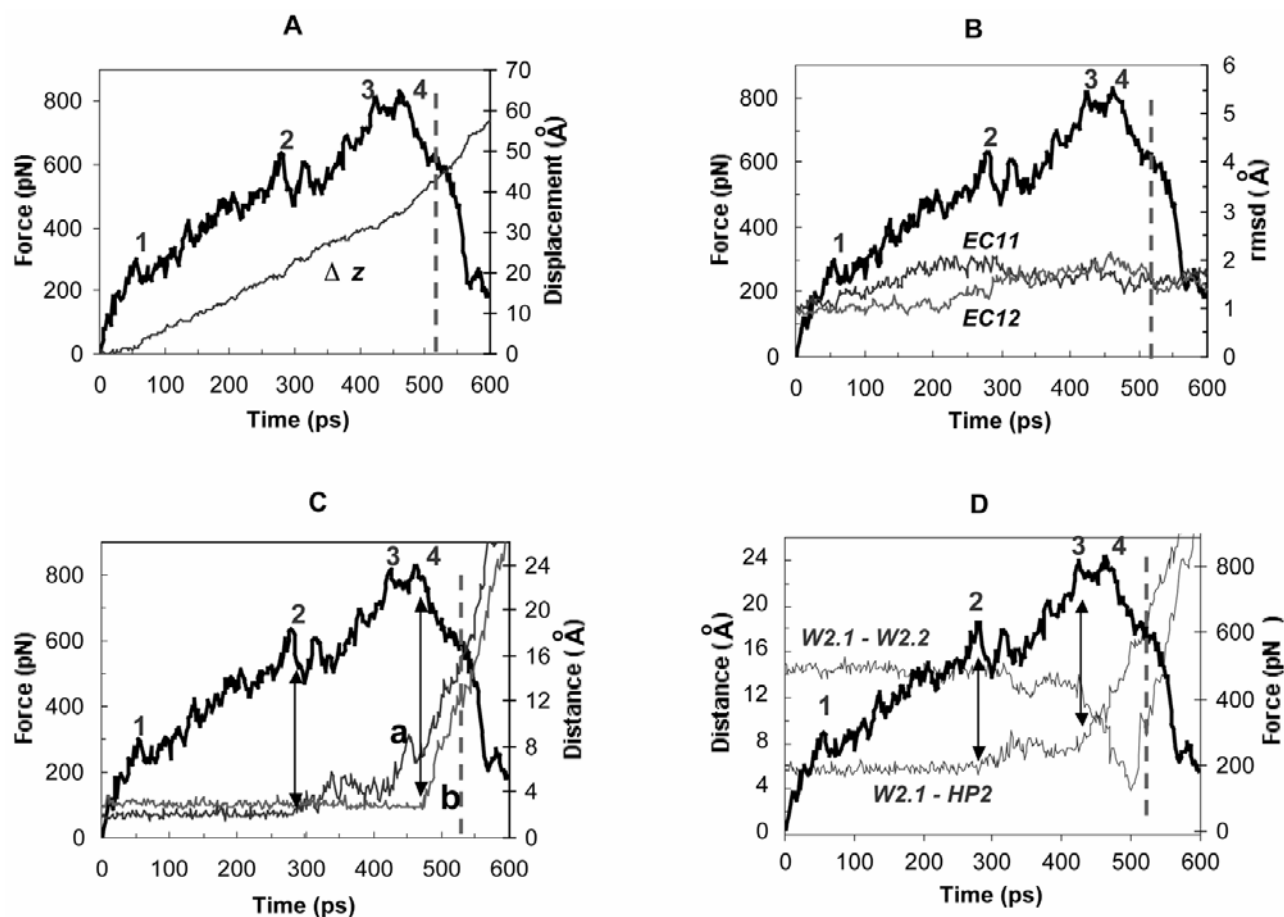 A
Force (pN)
800
600
400
200
0
0 100 200 300 400 500 600
Time (ps)
70
60
50
40
30
20
10
0
Displacement (Å)
1
2
3 4
Δ z
B
Force (pN)
800
600
400
200
0
0 100 200 300 400 500 600
Time (ps)
6
5
4
3
2
1
0
rmsd (Å)
1
2
3 4
EC11
EC12
C
Force (pN)
800
600
400
200
0
0 100 200 300 400 500 600
Time (ps)
24
20
16
12
8
4
0
Distance (Å)
1
2
3 4
a
b
D
Distance (Å)
24
20
16
12
8
4
0
0 100 200 300 400 500 600
Time (ps)
800
600
400
200
0
Force (pN)
1
2
3 4
W2.1 - W2.2
W2.1 - HP2